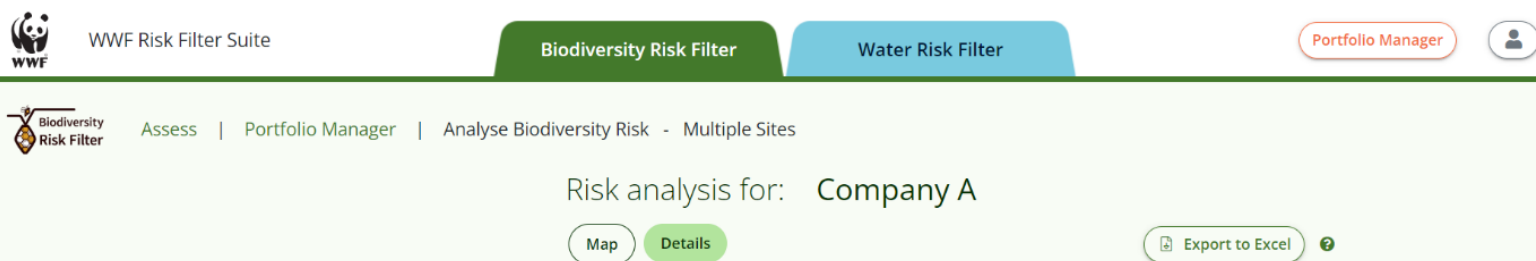 WWF Risk Filter Suite
Biodiversity Risk Filter
Water Risk Filter
Portfolio Manager
WWF
Biodiversity
Risk Filter
Assess | Portfolio Manager | Analyse Biodiversity Risk - Multiple Sites
Risk analysis for: Company A
Map
Details
Export to Excel
?